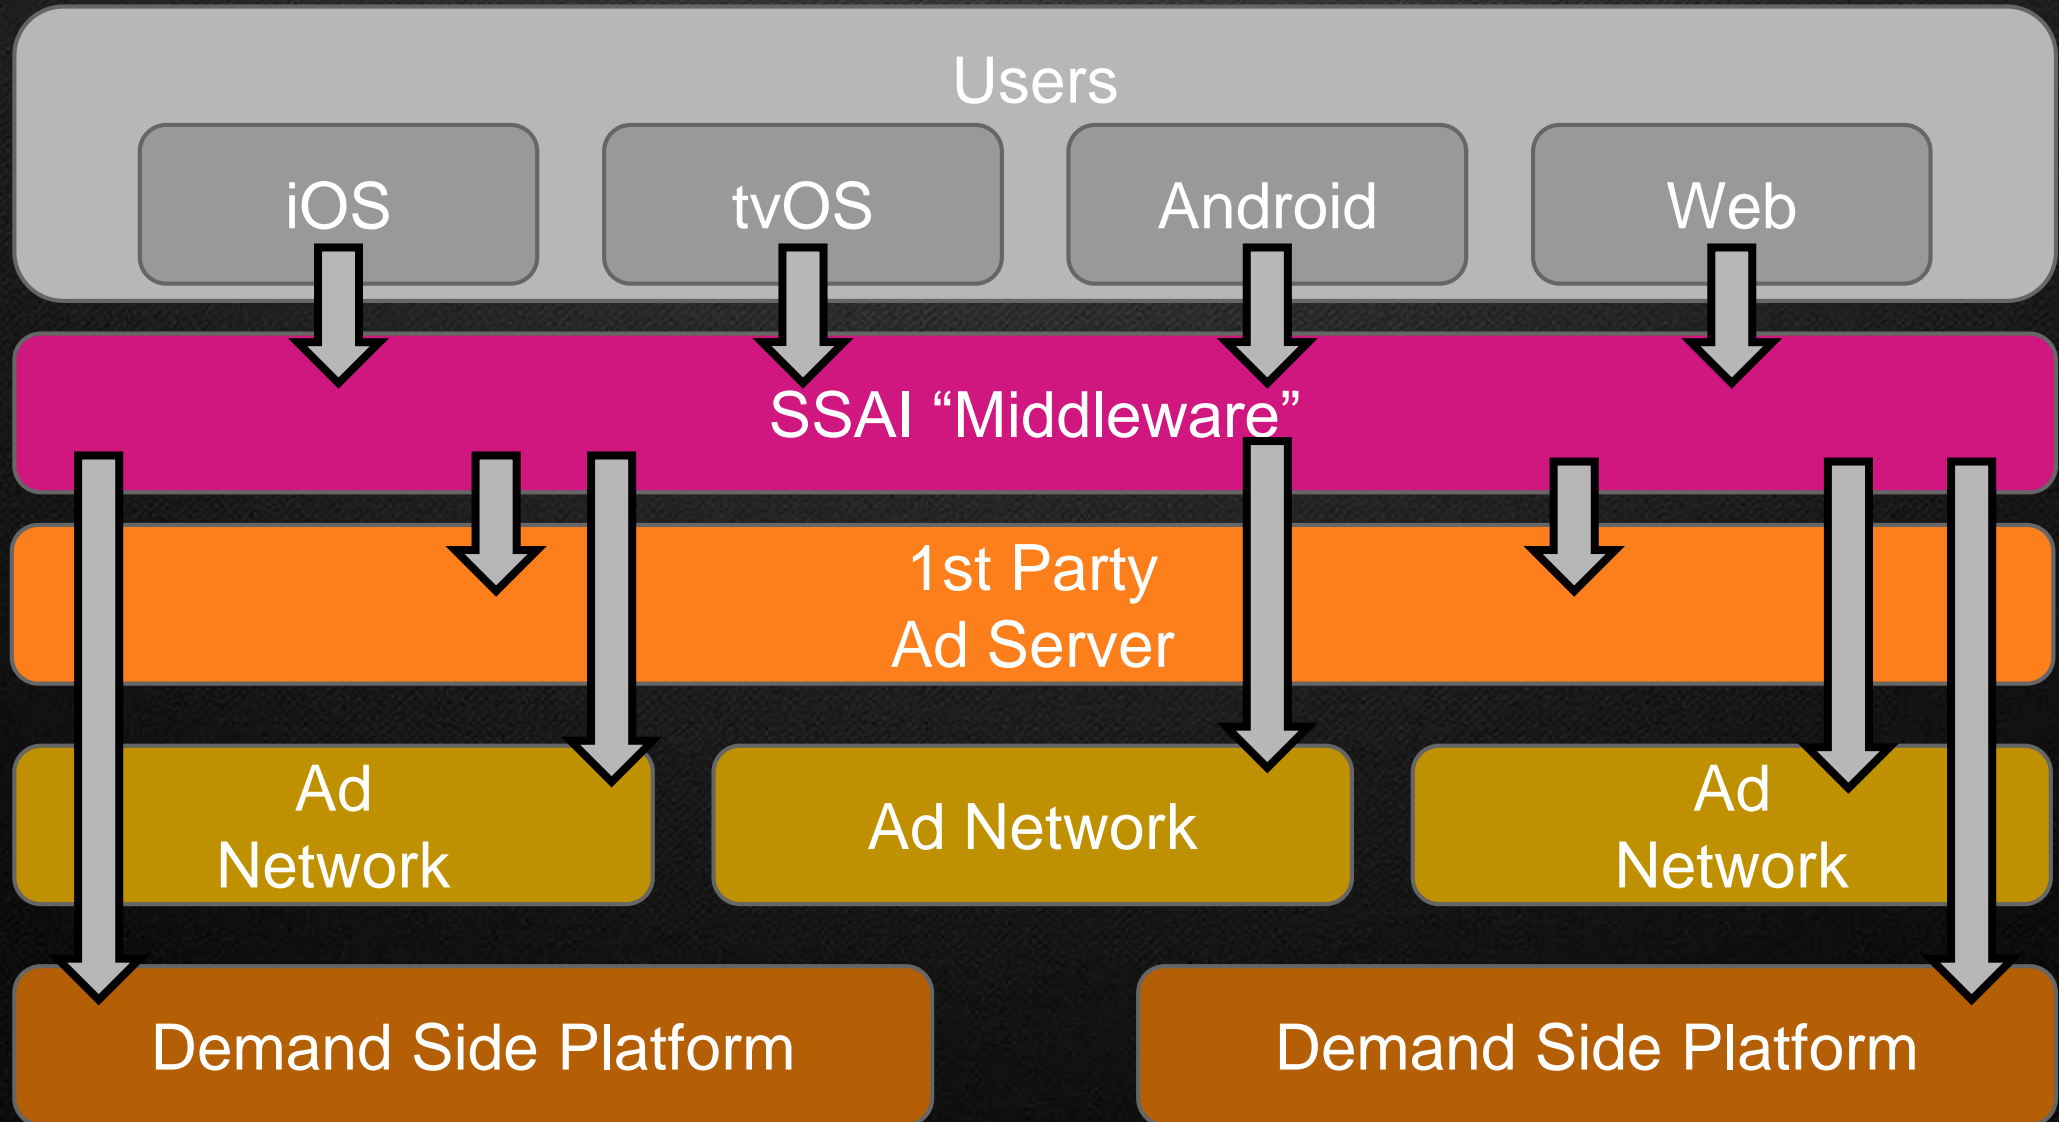 Users
iOS
tvOS
Android
Web
SSAI “Middleware”
1st Party
Ad Server
Ad
Network
Ad Network
Ad
Network
Demand Side Platform
Demand Side Platform